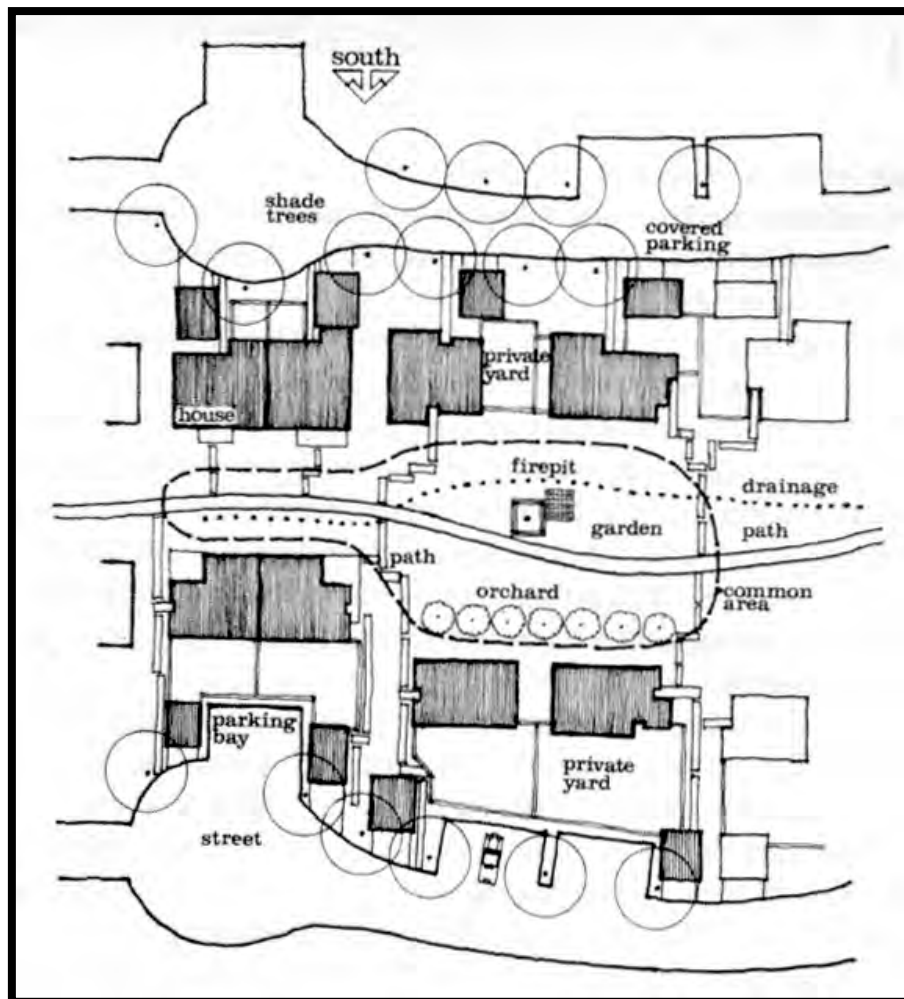 south
shade
trees
covered
parking
private
yard
house
firepit
drainage
garden
path
path
orchard
common
area
parking
bay
private
yard
street